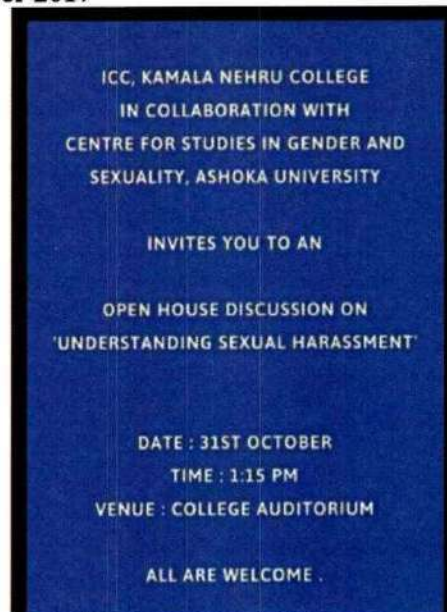 ICC, KAMALA NEHRU COLLEGE
IN COLLABORATION WITH
CENTRE FOR STUDIES IN GENDER AND
SEXUALITY, ASHOKA UNIVERSITY
INVITES YOU TO AN
OPEN HOUSE DISCUSSION ON
'UNDERSTANDING SEXUAL HARASSMENT'
DATE : 31ST OCTOBER
TIME : 1:15 PM
VENUE : COLLEGE AUDITORIUM
ALL ARE WELCOME .